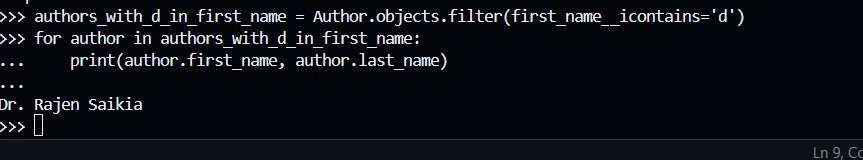 >>> authors_with_d_in_first_name = Author.objects.filter(first_name__icontains='d')
>>> for author in authors_with_d_in_first_name:
...     print(author.first_name, author.last_name)
...
Dr. Rajen Saikia
>>>
Ln 9,